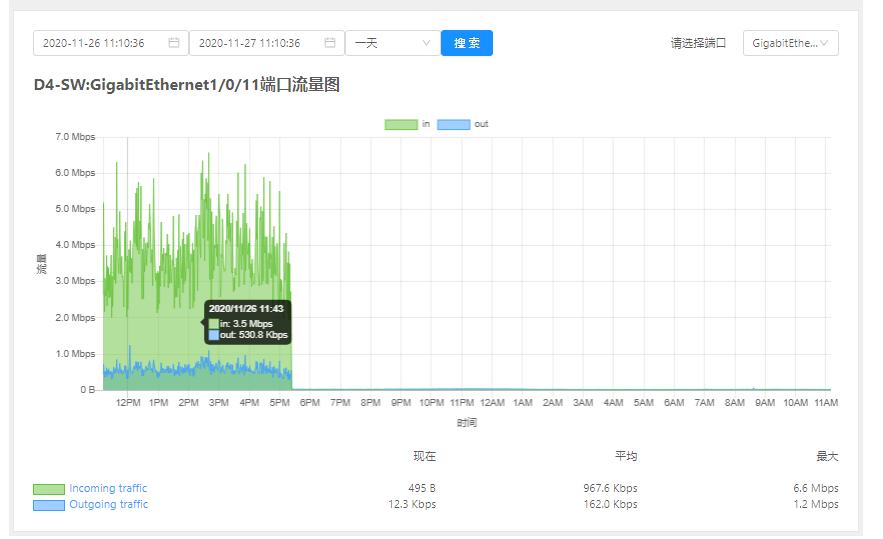 2020-11-26 11:10:36 2020-11-27 11:10:36 一天 搜 索 请选择端口 GigabitEthe...
D4-SW:GigabitEthernet1/0/11端口流量图
in out
7.0 Mbps
6.0 Mbps
5.0 Mbps
4.0 Mbps
流量
3.0 Mbps
2020/11/26 11:43
2.0 Mbps
in: 3.5 Mbps
out: 530.8 Kbps
1.0 Mbps
0 B
12PM 1PM 2PM 3PM 4PM 5PM 6PM 7PM 8PM 9PM 10PM 11PM 12AM 1AM 2AM 3AM 4AM 5AM 6AM 7AM 8AM 9AM 10AM 11AM
时间
现在 平均 最大
Incoming traffic 495 B 967.6 Kbps 6.6 Mbps
Outgoing traffic 12.3 Kbps 162.0 Kbps 1.2 Mbps